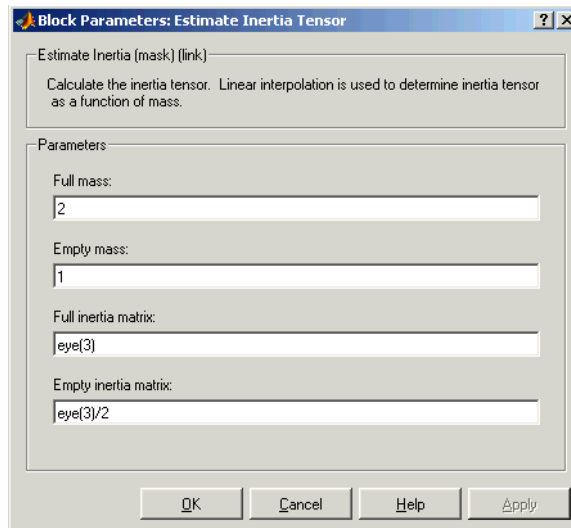 Block Parameters: Estimate Inertia Tensor
Estimate Inertia (mask) (link)
Calculate the inertia tensor. Linear interpolation is used to determine inertia tensor
as a function of mass.
Parameters
Full mass:
2
Empty mass:
1
Full inertia matrix:
eye(3)
Empty inertia matrix:
eye(3)/2
OK Cancel Help Apply